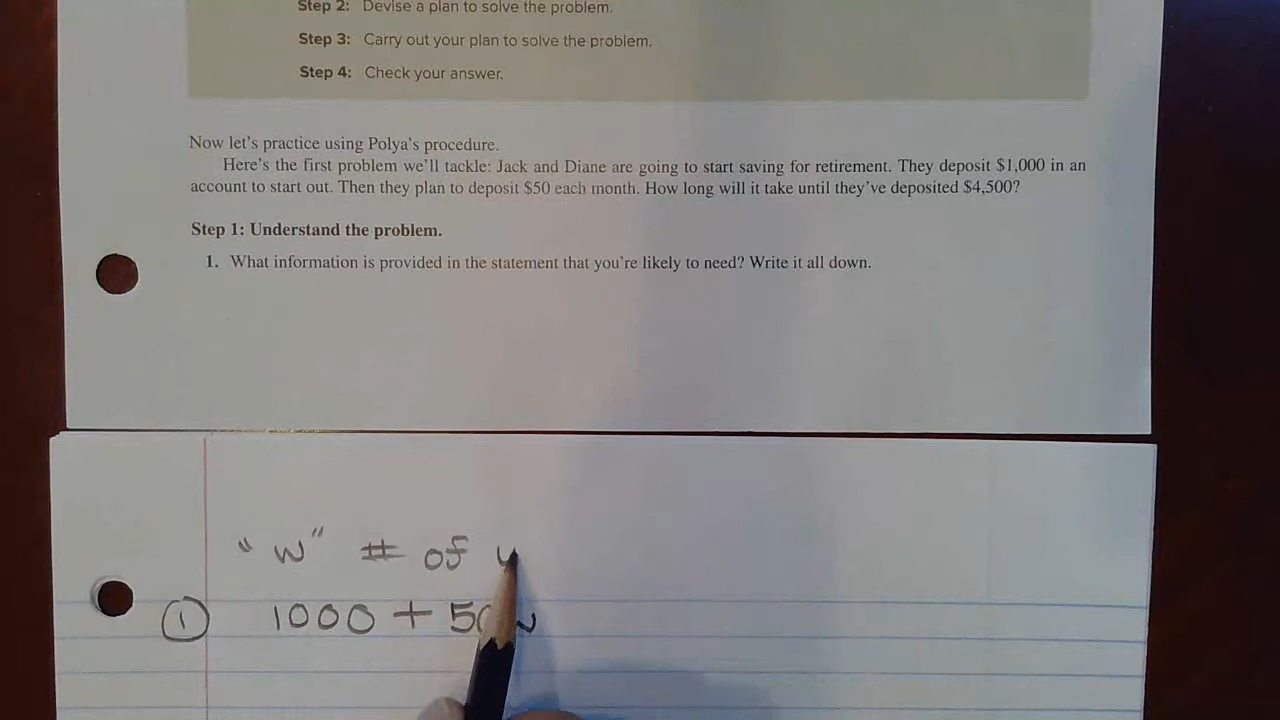 Step 2: Devise a plan to solve the problem.
Step 3: Carry out your plan to solve the problem.
Step 4: Check your answer.
Now let's practice using Polya's procedure.
Here's the first problem we'll tackle: Jack and Diane are going to start saving for retirement. They deposit $1,000 in an
account to start out. Then they plan to deposit $50 each month. How long will it take until they've deposited $4,500?
Step 1: Understand the problem.
1. What information is provided in the statement that you're likely to need? Write it all down.
"w" # of
① 1000 + 50